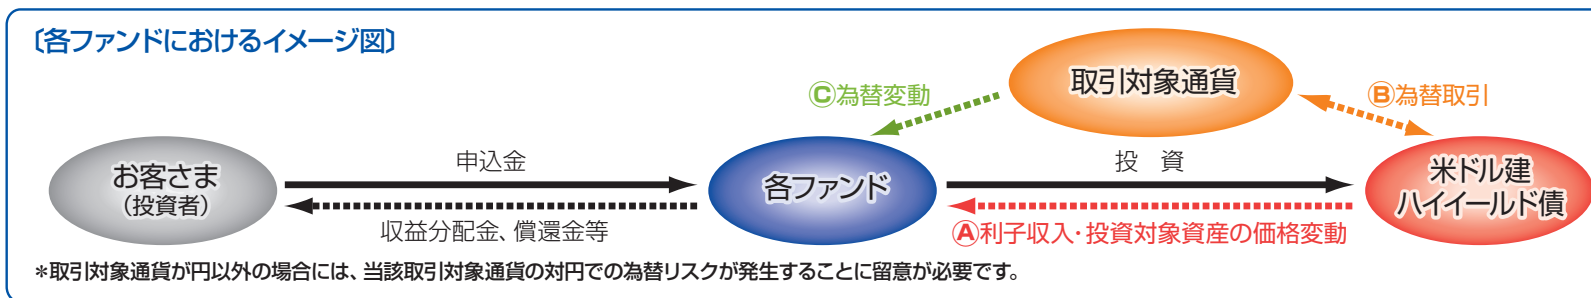 〔各ファンドにおけるイメージ図〕
取引対象通貨
Ⓒ為替変動
Ⓑ為替取引
お客さま
（投資者）
申込金
収益分配金、償還金等
各ファンド
投 資
Ⓐ利子収入・投資対象資産の価格変動
米ドル建
ハイイールド債
＊取引対象通貨が円以外の場合には、当該取引対象通貨の対円での為替リスクが発生することに留意が必要です。